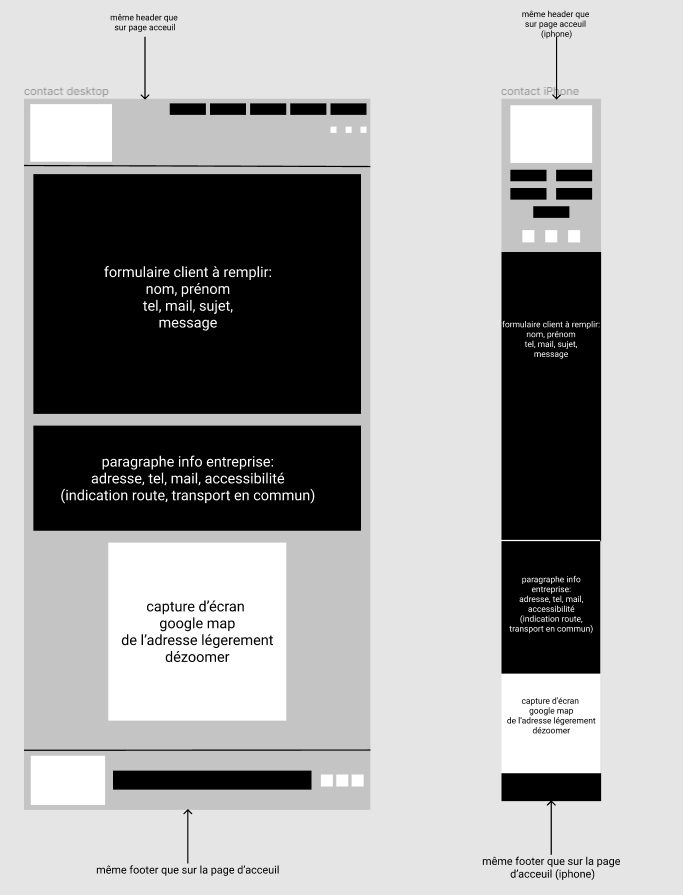 même header que
sur page acceuil
contact desktop
formulaire client à remplir:
nom, prénom
tel, mail, sujet,
message
paragraphe info entreprise:
adresse, tel, mail, accessibilité
(indication route, transport en commun)
capture d'écran
google map
de l'adresse légerement
dézoomer
même footer que sur la page d'acceuil
même header que
sur page acceuil
(iphone)
contact iPhone
formulaire client à remplir:
nom, prénom
tel, mail, sujet,
message
paragraphe info
entreprise:
adresse, tel, mail,
accessibilité
(indication route,
transport en commun)
capture d'écran
google map
de l'adresse légerement
dézoomer
même footer que sur la page
d'acceuil (iphone)